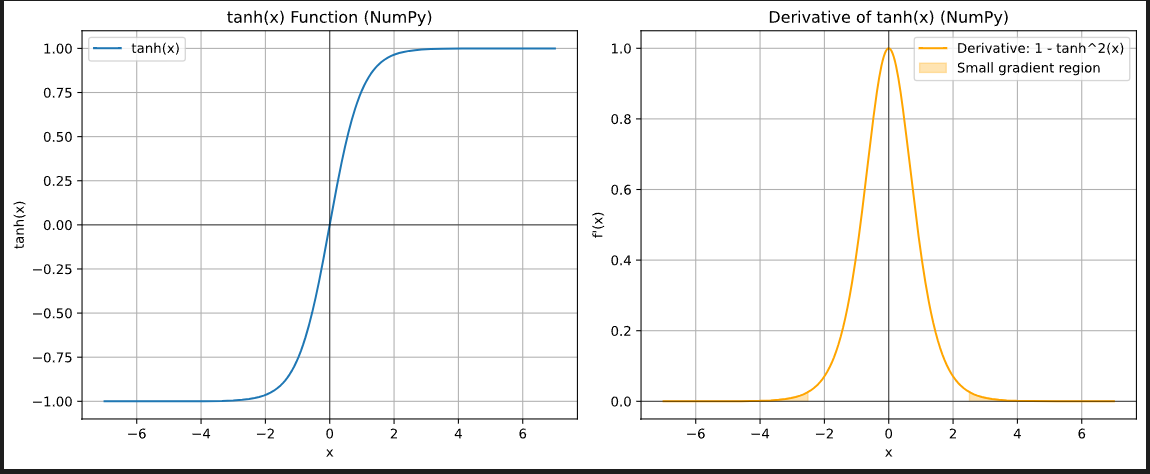 tanh(x) Function (NumPy)
tanh(x)
1.00
0.75
0.50
0.25
0.00
−0.25
−0.50
−0.75
−1.00
tanh(x)
−6 −4 −2 0 2 4 6
x
Derivative of tanh(x) (NumPy)
Derivative: 1 - tanh^2(x)
Small gradient region
1.0
0.8
0.6
0.4
0.2
0.0
f'(x)
−6 −4 −2 0 2 4 6
x